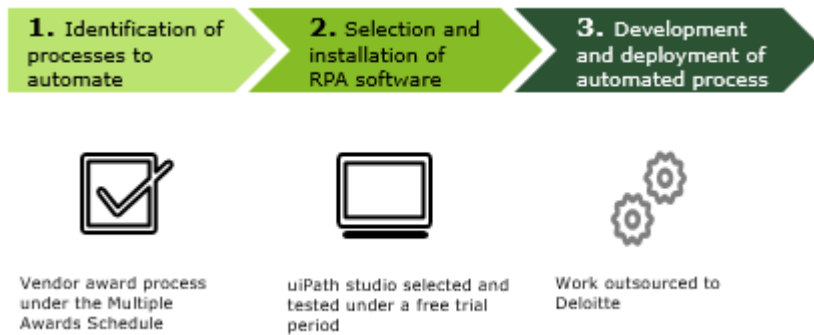 1. Identification of
processes to
automate
2. Selection and
installation of
RPA software
3. Development
and deployment of
automated process
Vendor award process
under the Multiple
Awards Schedule
uiPath studio selected and
tested under a free trial
period
Work outsourced to
Deloitte